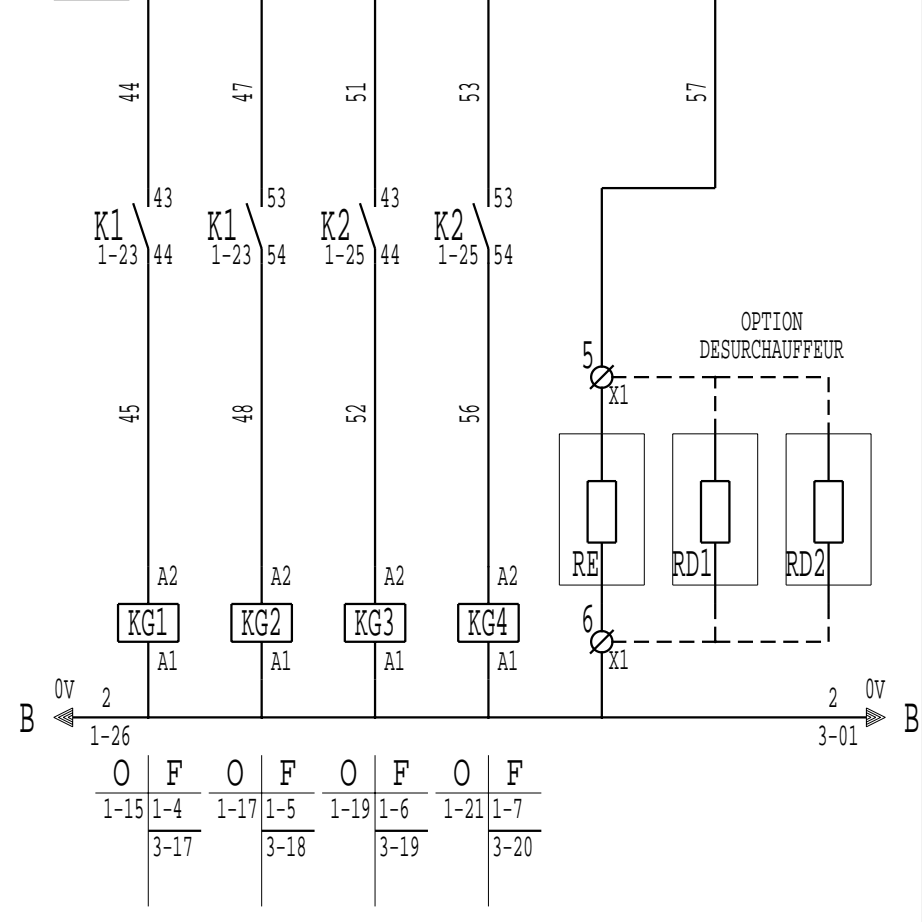 44 47 51 53 57
43 53 43 53
K1 K1 K2 K2
1-23 44 1-23 54 1-25 44 1-25 54
OPTION
DESURCHAUFFEUR
5
X1
45 48 52 56
RE RD1 RD2
A2 A2 A2 A2
KG1 KG2 KG3 KG4
6
A1 A1 A1 A1 X1
0V 2 2 0V
B B
1-26 3-01
O F O F O F O F
1-15 1-4 1-17 1-5 1-19 1-6 1-21 1-7
3-17 3-18 3-19 3-20